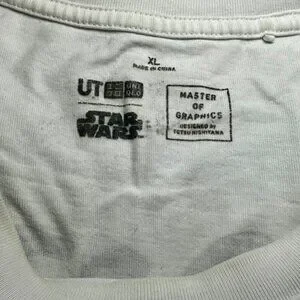 XL
MADE IN CHINA
UT
UNI
QLO
STAR
WARS
MASTER
OF
GRAPHICS
DESIGNED BY
TETSU NISHIYAMA